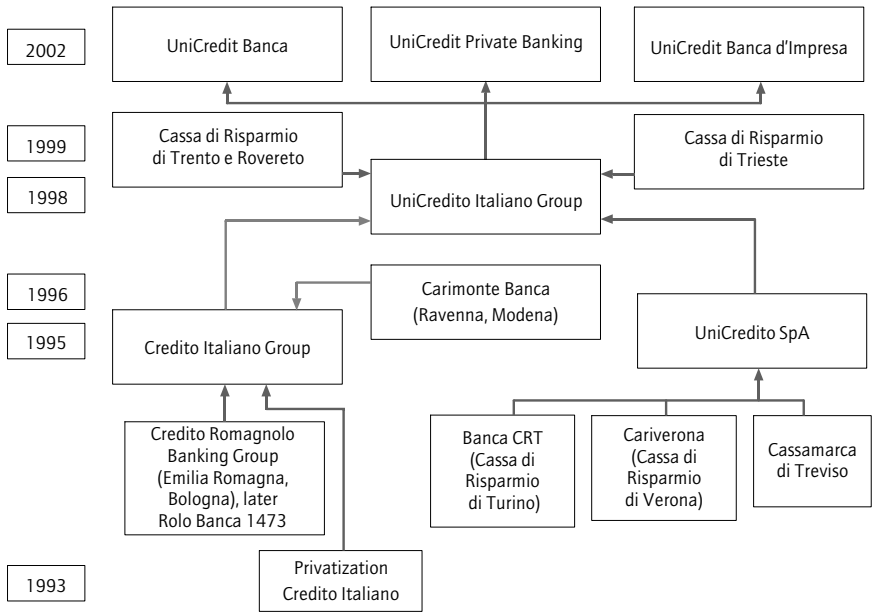 2002
UniCredit Banca
UniCredit Private Banking
UniCredit Banca d'Impresa
1999
Cassa di Risparmio
di Trento e Rovereto
Cassa di Risparmio
di Trieste
1998
UniCredito Italiano Group
1996
Carimonte Banca
(Ravenna, Modena)
1995
Credito Italiano Group
UniCredito SpA
Credito Romagnolo
Banking Group
(Emilia Romagna,
Bologna), later
Rolo Banca 1473
Banca CRT
(Cassa di
Risparmio
di Turino)
Cariverona
(Cassa di
Risparmio
di Verona)
Cassamarca
di Treviso
1993
Privatization
Credito Italiano